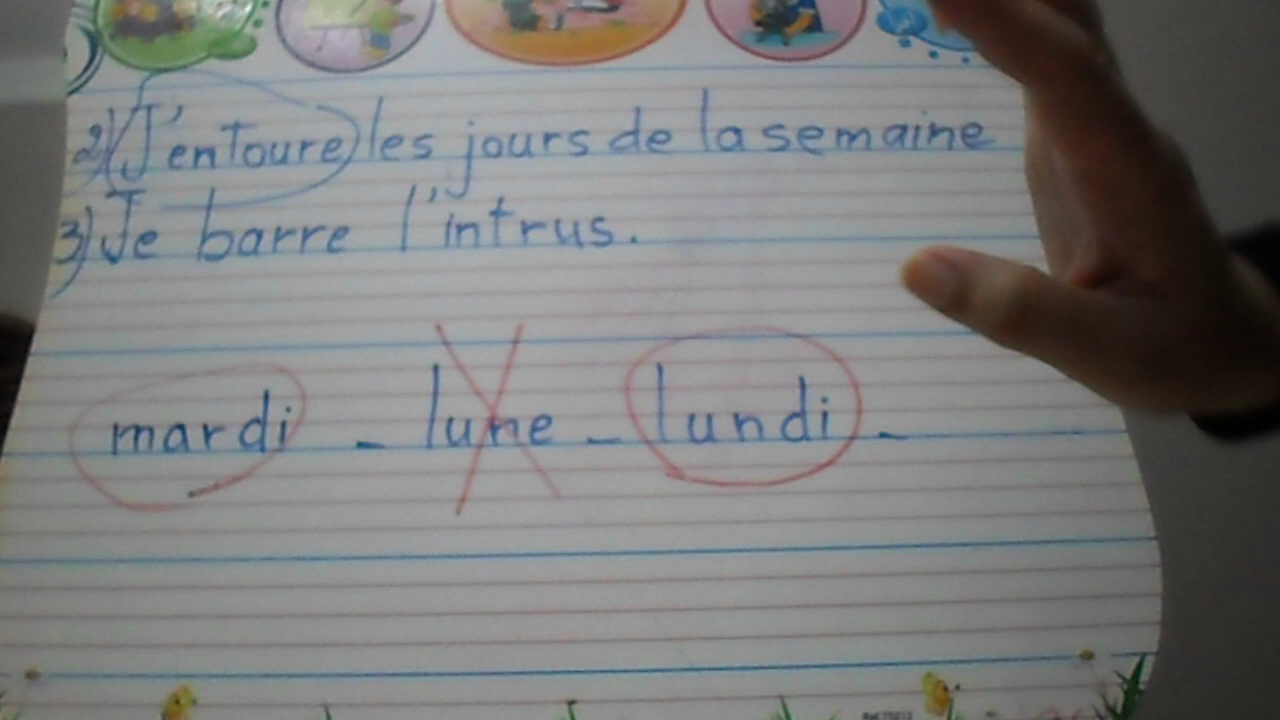 2) J'entoure les jours de la semaine
3) Je barre l'intrus.
mardi - lune - lundi -